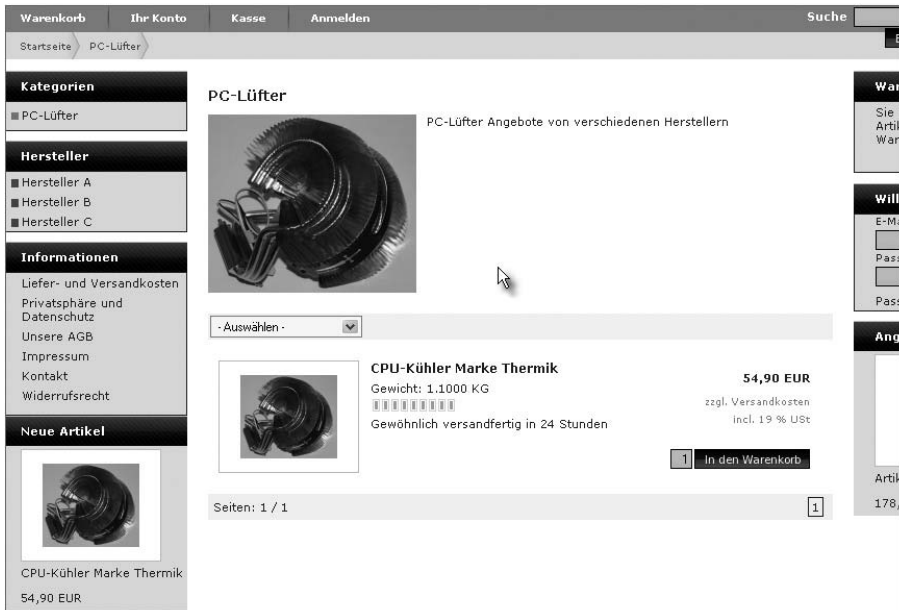 Warenkorb Ihr Konto Kasse Anmelden Suche
Startseite PC-Lüfter
Kategorien
PC-Lüfter
Hersteller
Hersteller A
Hersteller B
Hersteller C
Informationen
Liefer- und Versandkosten
Privatsphäre und
Datenschutz
Unsere AGB
Impressum
Kontakt
Widerrufsrecht
Neue Artikel
CPU-Kühler Marke Thermik
54,90 EUR
PC-Lüfter
PC-Lüfter Angebote von verschiedenen Herstellern
- Auswählen -
CPU-Kühler Marke Thermik
Gewicht: 1.1000 KG
Gewöhnlich versandfertig in 24 Stunden
54,90 EUR
zzgl. Versandkosten
incl. 19 % USt
1 In den Warenkorb
Seiten: 1 / 1 1
Sie
178,